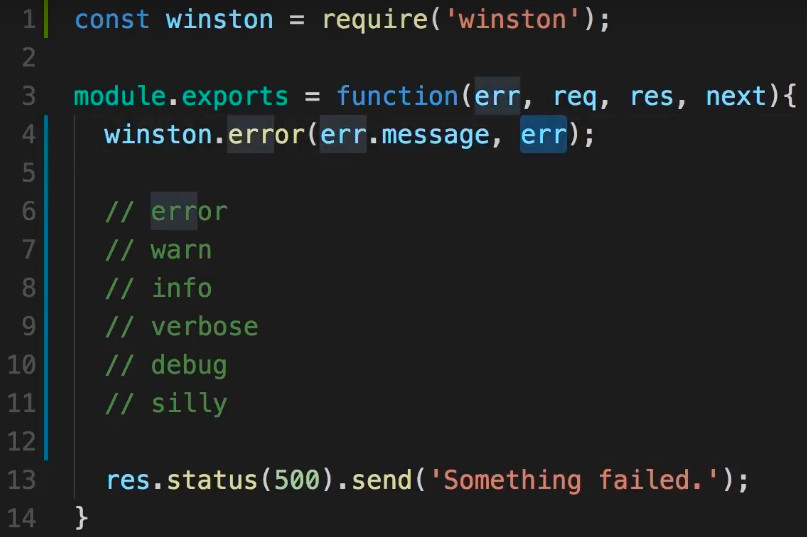 1 const winston = require('winston');
2
3 module.exports = function(err, req, res, next){
4 winston.error(err.message, err);
5
6 // error
7 // warn
8 // info
9 // verbose
10 // debug
11 // silly
12
13 res.status(500).send('Something failed.');
14 }